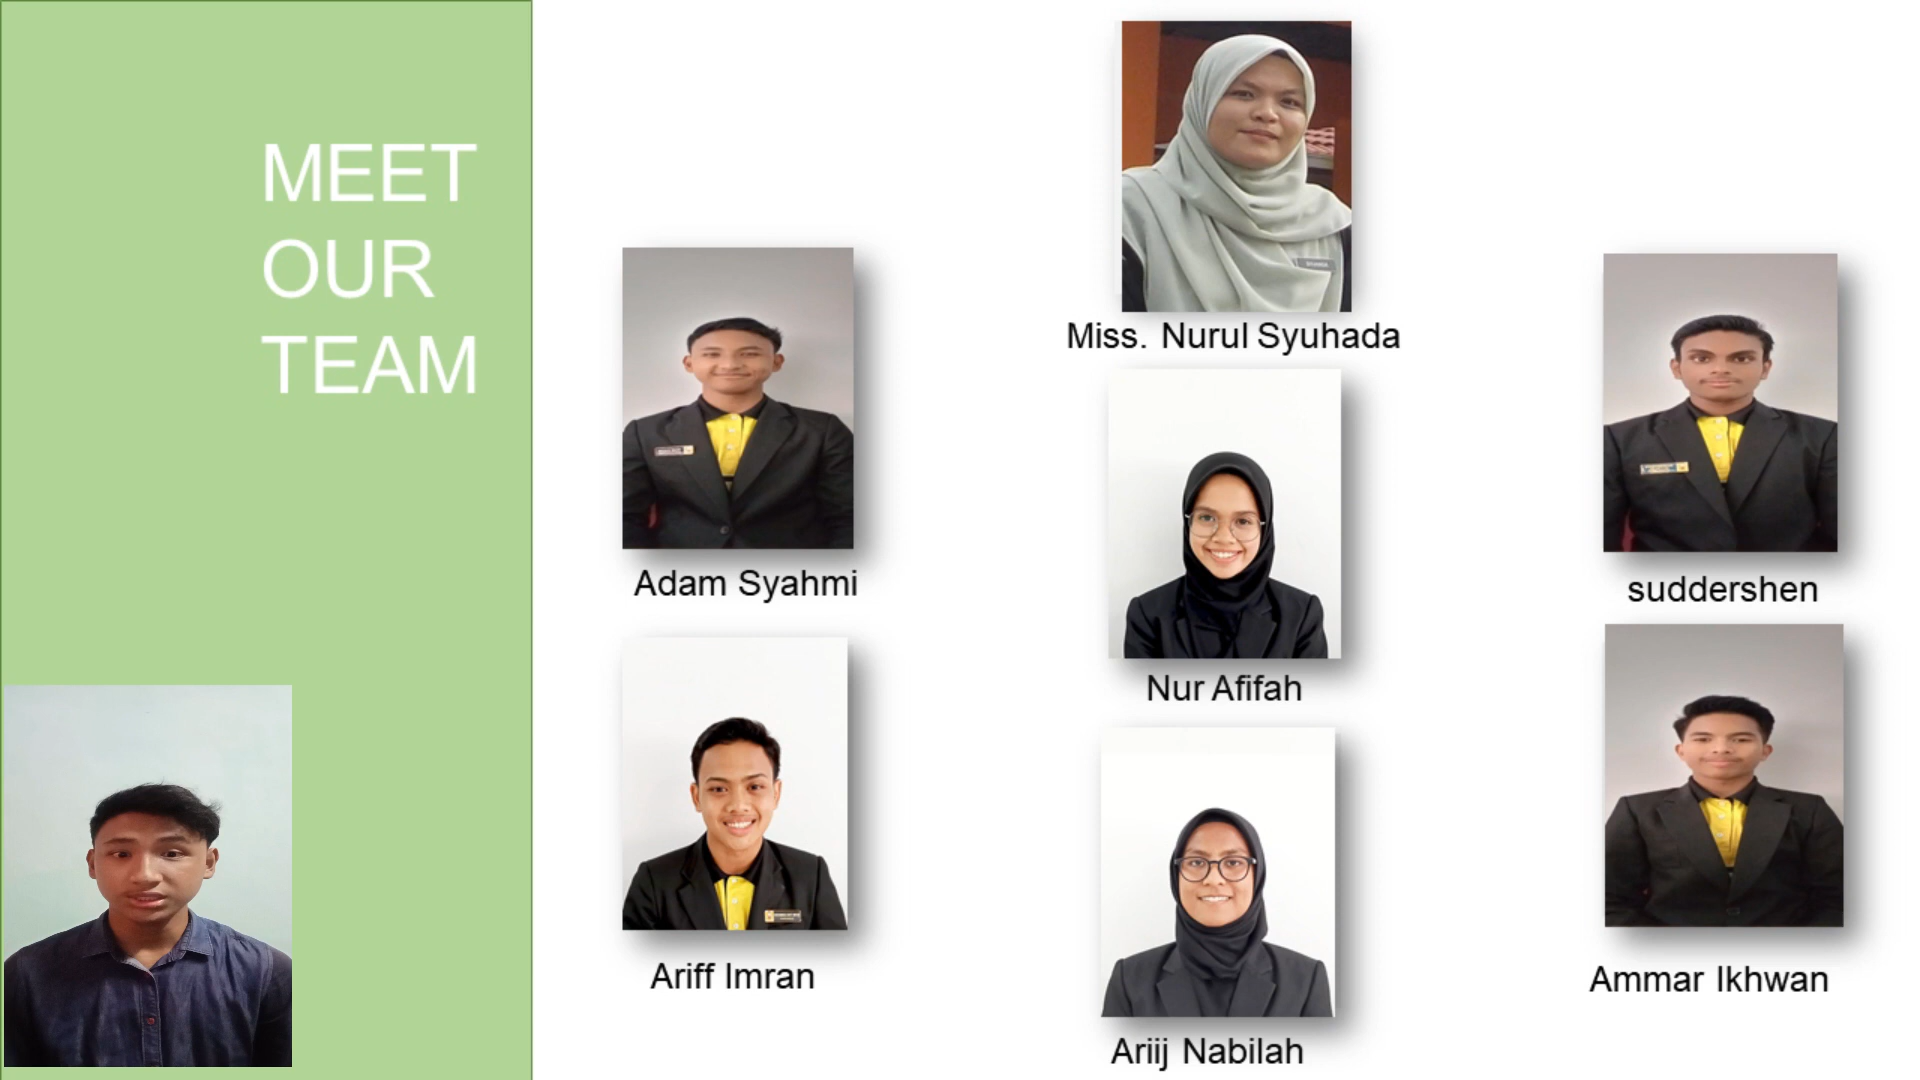 MEET
OUR
TEAM
Miss. Nurul Syuhada
Adam Syahmi
suddershen
Nur Afifah
Ariff Imran
Ammar Ikhwan
Ariij Nabilah